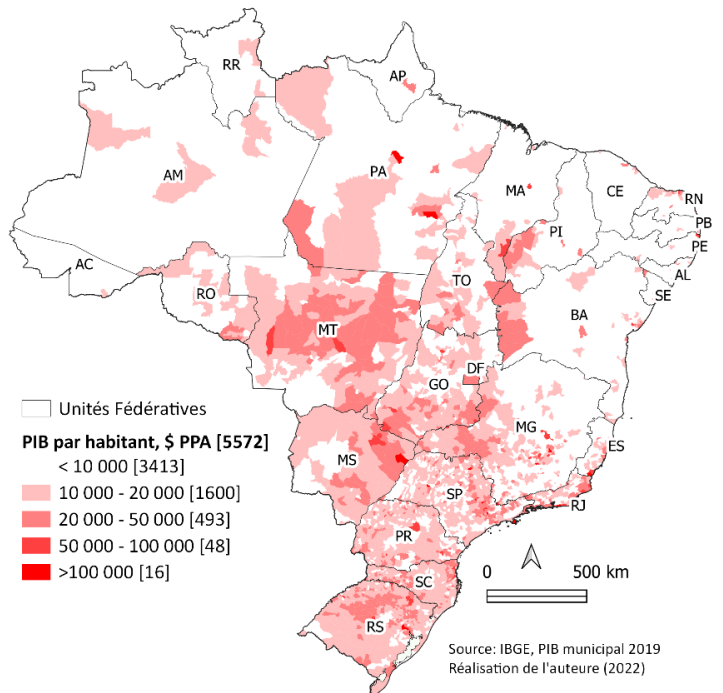 RR
AP
AM
PA
MA
CE
RN
PB
PE
PI
AC
AL
TO
SE
RO
BA
MT
DF
GO
MG
ES
MS
SP
RJ
PR
SC
RS
Unités Fédératives
PIB par habitant, $ PPA [5572]
< 10 000 [3413]
10 000 - 20 000 [1600]
20 000 - 50 000 [493]
50 000 - 100 000 [48]
>100 000 [16]
0 500 km
Source: IBGE, PIB municipal 2019
Réalisation de l'auteure (2022)